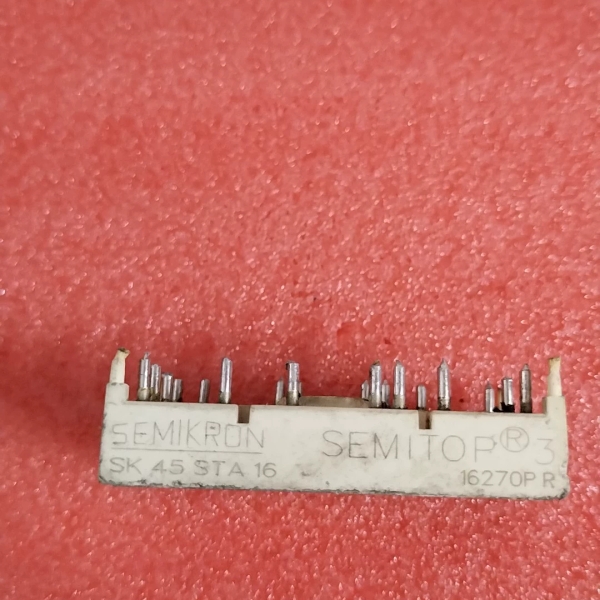 SEMIKRON SEMITOP® 3
SK 45 STA 16 16270P R